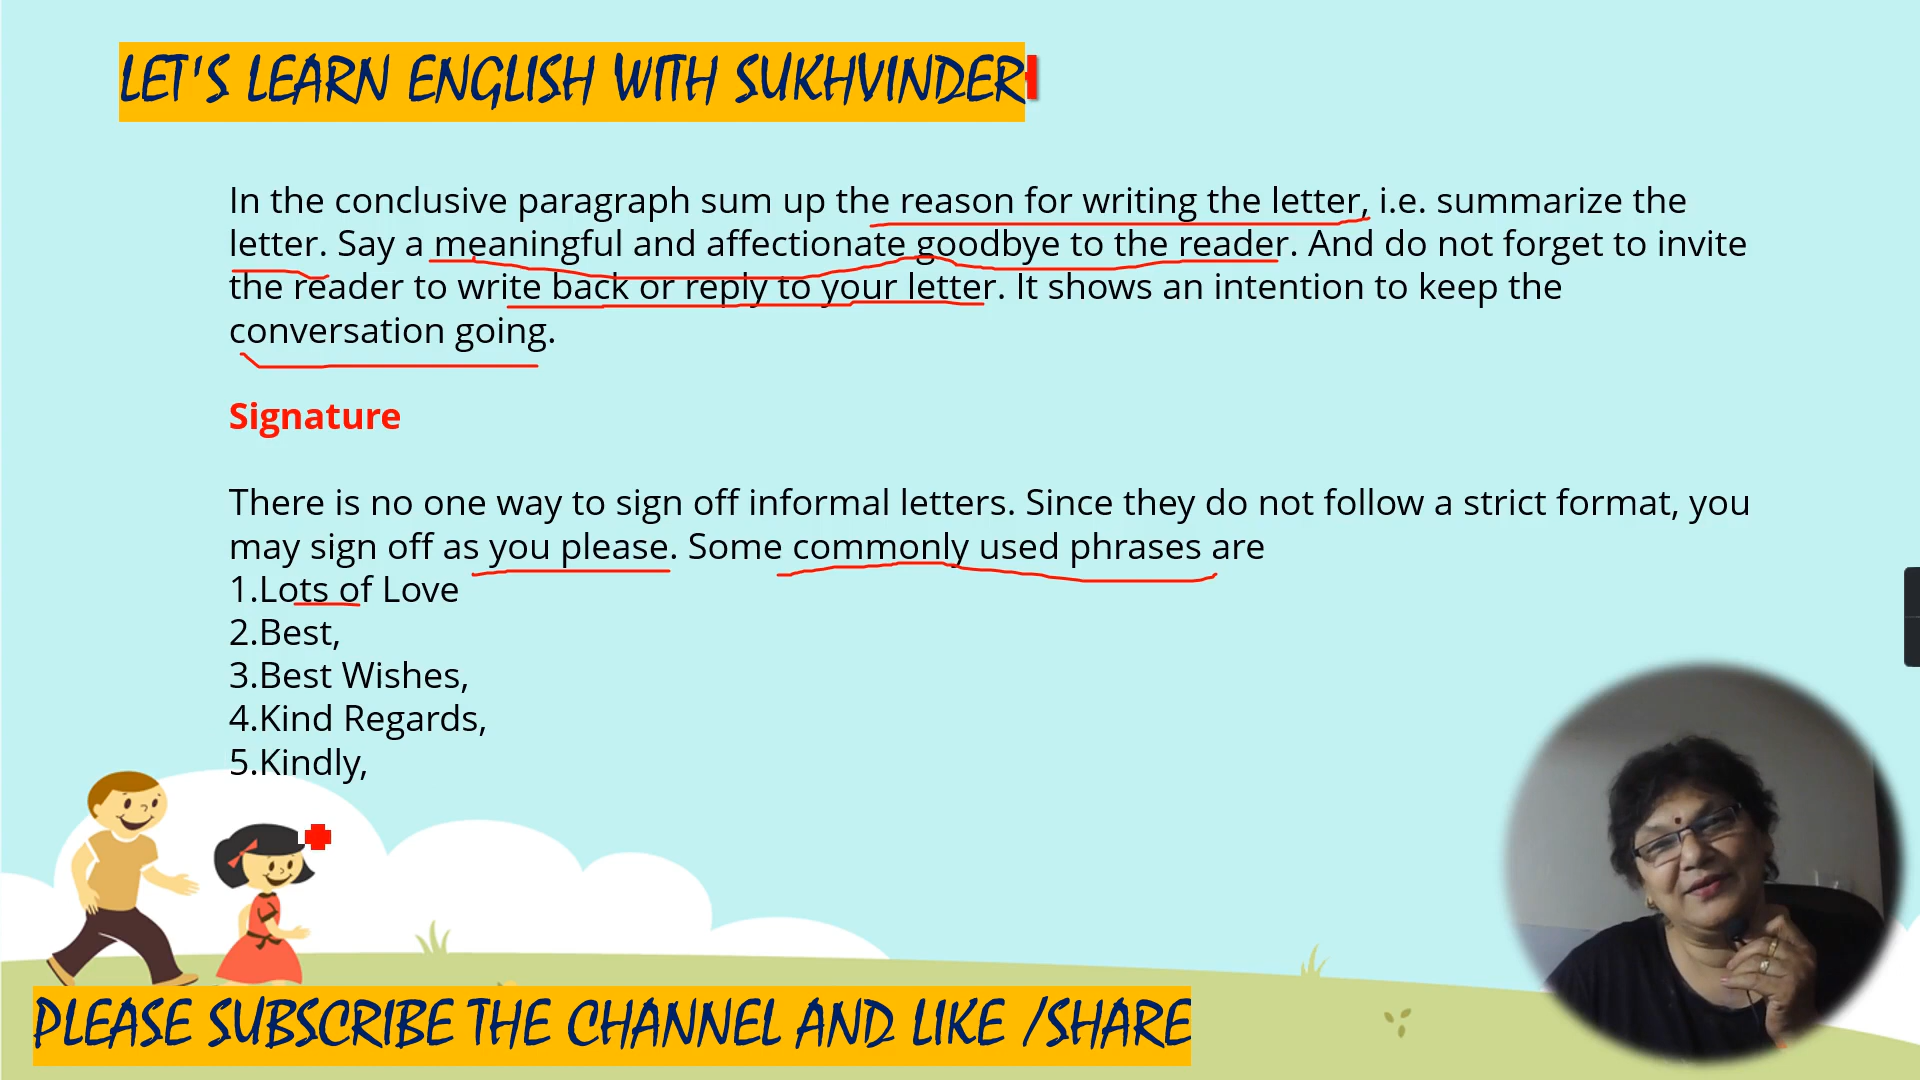 LET'S LEARN ENGLISH WITH SUKHVINDER
In the conclusive paragraph sum up the reason for writing the letter, i.e. summarize the
letter. Say a meaningful and affectionate goodbye to the reader. And do not forget to invite
the reader to write back or reply to your letter. It shows an intention to keep the
conversation going.
Signature
There is no one way to sign off informal letters. Since they do not follow a strict format, you
may sign off as you please. Some commonly used phrases are
1.Lots of Love
2.Best,
3.Best Wishes,
4.Kind Regards,
5.Kindly,
PLEASE SUBSCRIBE THE CHANNEL AND LIKE /SHARE